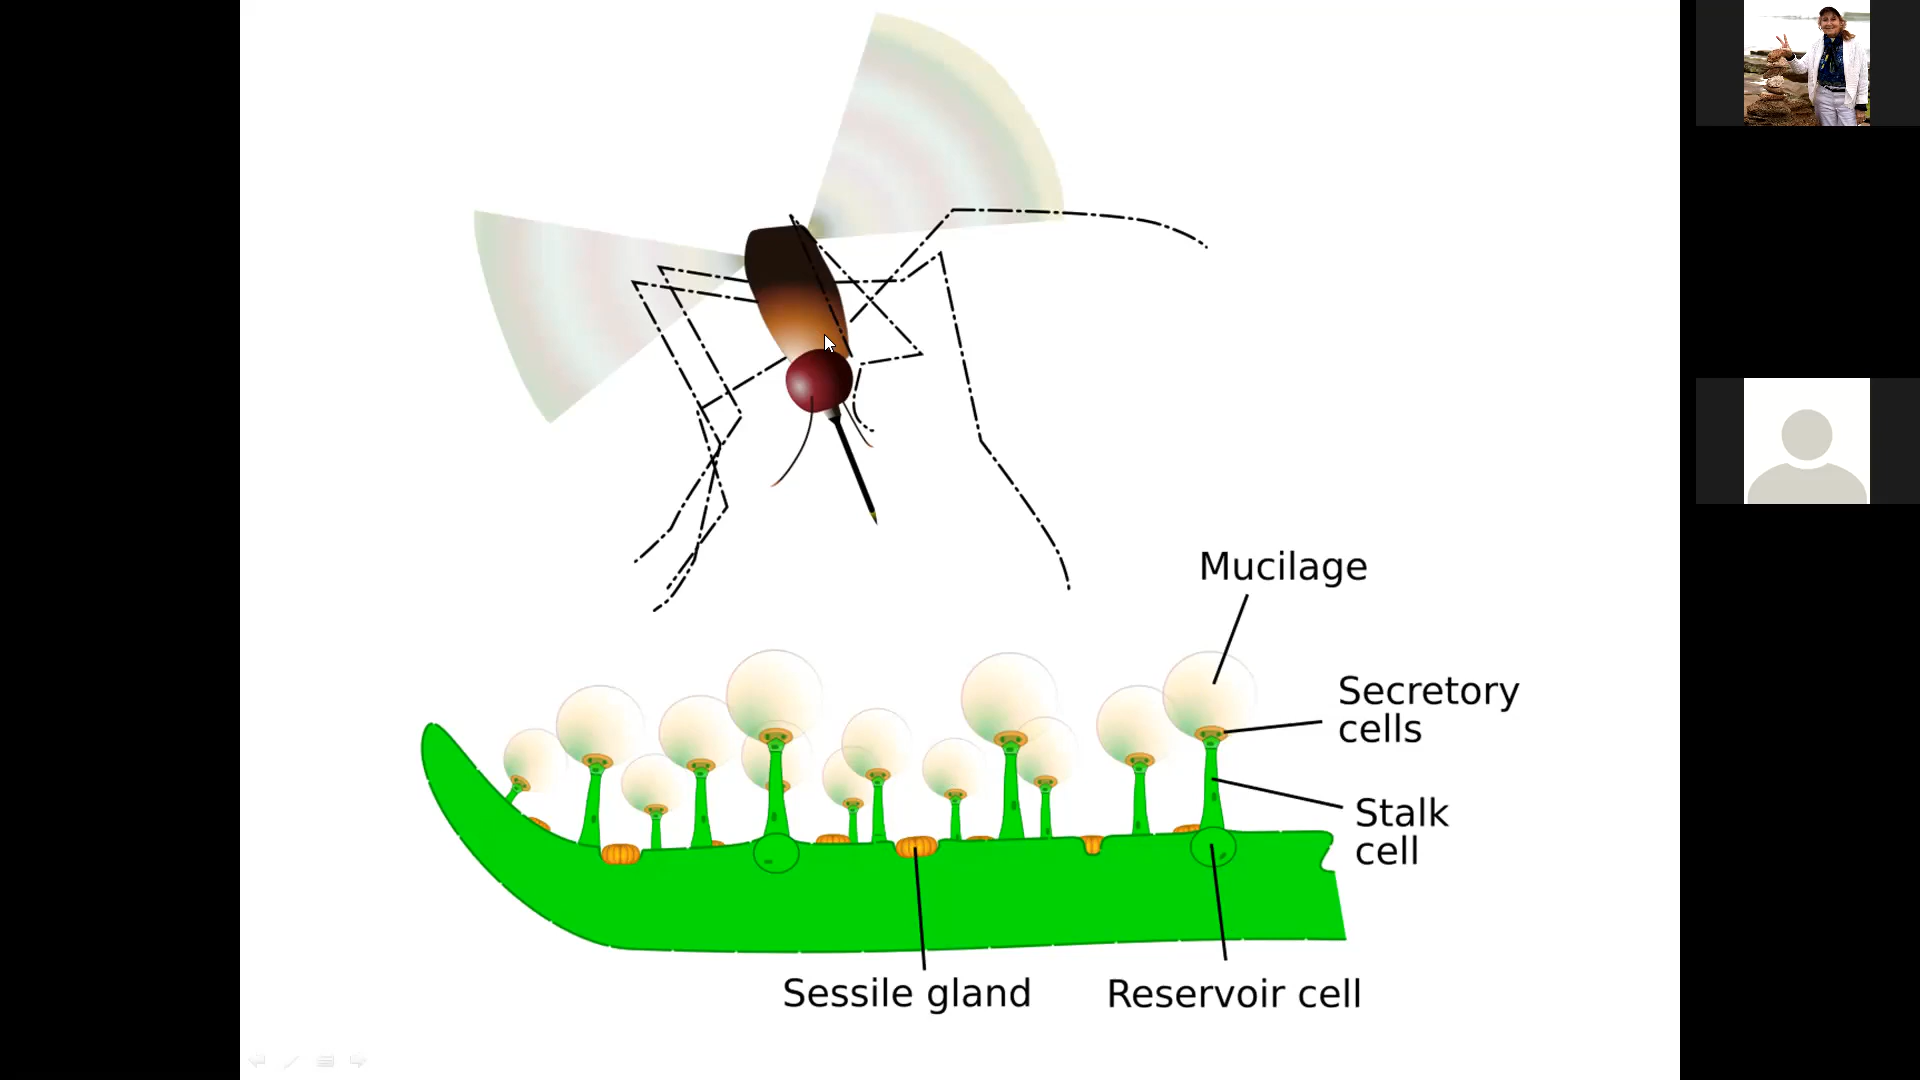 Mucilage
Secretory
cells
Stalk
cell
Sessile gland
Reservoir cell